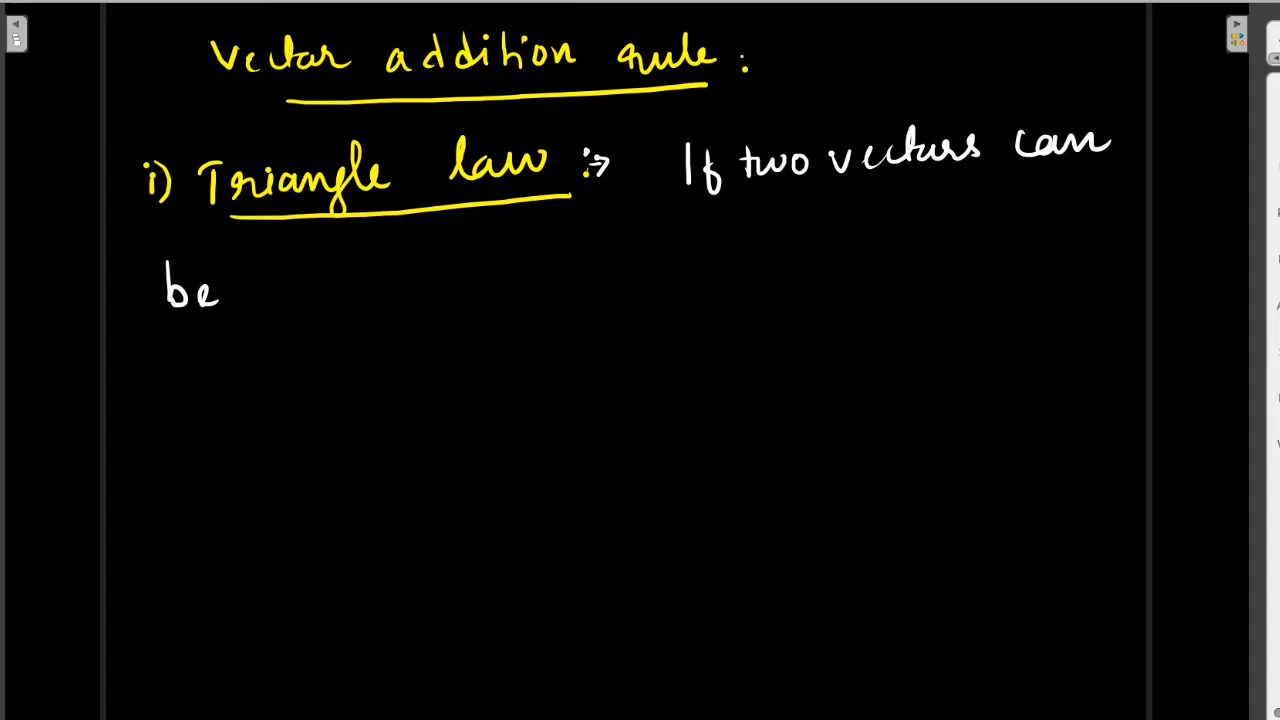 Vector addition rule :
i) Triangle law :→ If two vectors can
be